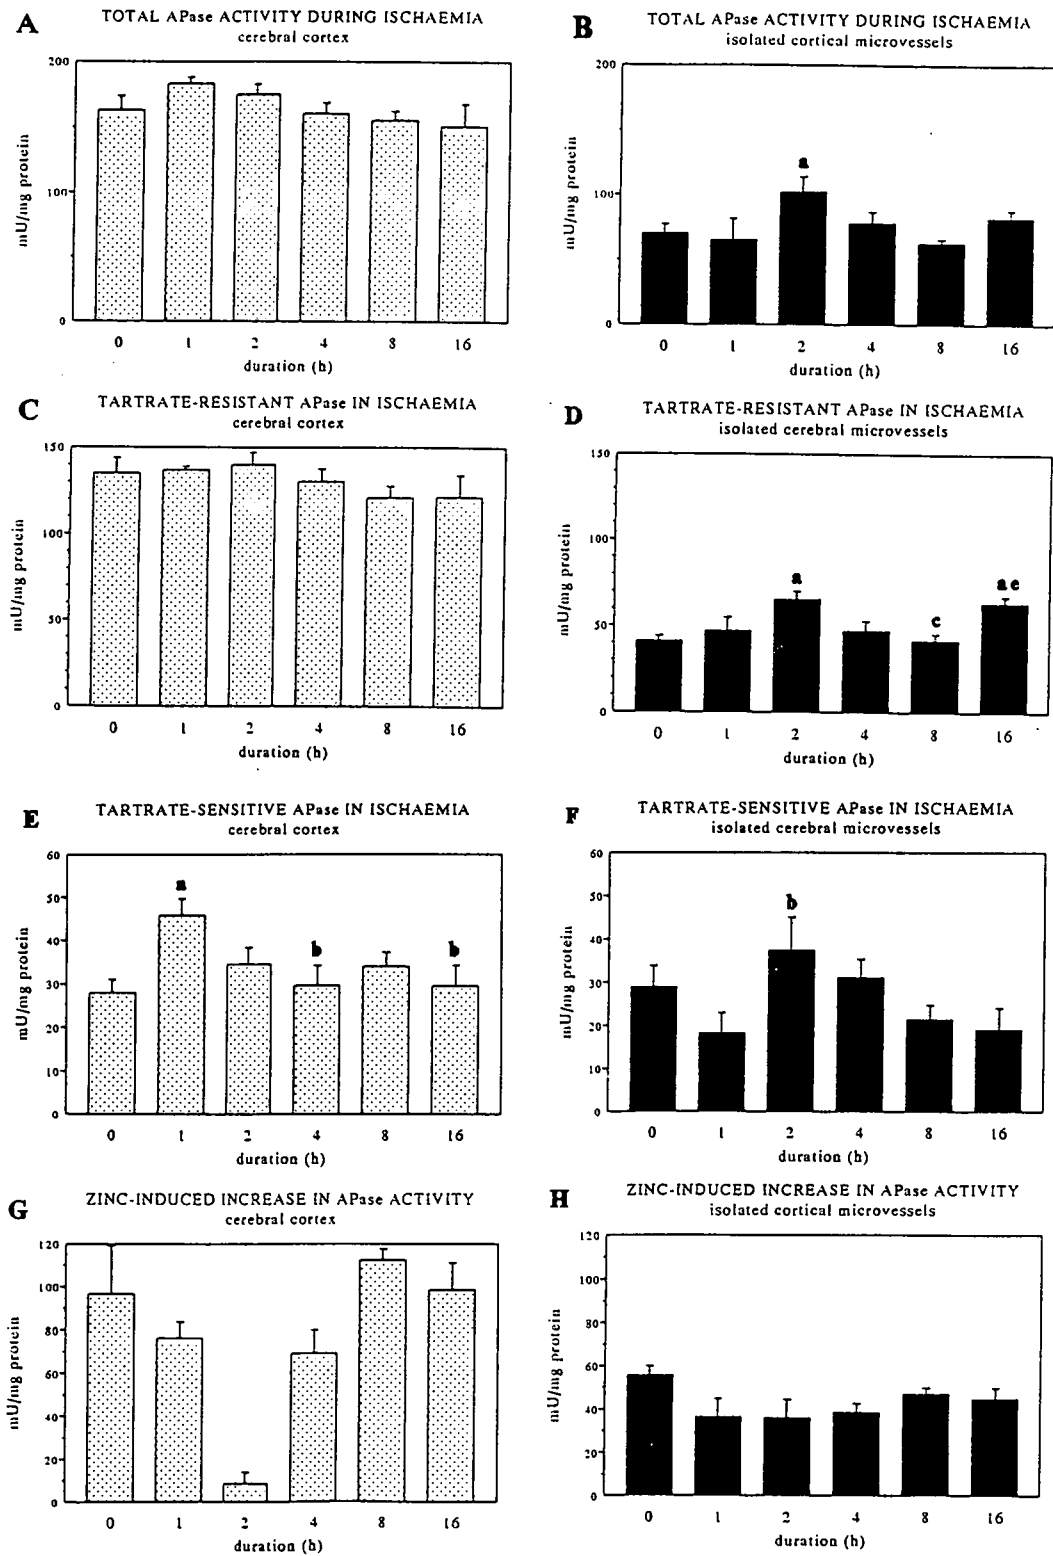 A
TOTAL APase ACTIVITY DURING ISCHAEMIA
cerebral cortex
200
100
0
mU/mg protein
0 1 2 4 8 16
duration (h)
B
TOTAL APase ACTIVITY DURING ISCHAEMIA
isolated cortical microvessels
200
100
0
mU/mg protein
a
0 1 2 4 8 16
duration (h)
C
TARTRATE-RESISTANT APase IN ISCHAEMIA
cerebral cortex
150
100
50
0
mU/mg protein
0 1 2 4 8 16
duration (h)
D
TARTRATE-RESISTANT APase IN ISCHAEMIA
isolated cerebral microvessels
150
100
50
0
mU/mg protein
a c a e
0 1 2 4 8 16
duration (h)
E
TARTRATE-SENSITIVE APase IN ISCHAEMIA
cerebral cortex
60
50
40
30
20
10
0
mU/mg protein
a b b
0 1 2 4 8 16
duration (h)
F
TARTRATE-SENSITIVE APase IN ISCHAEMIA
isolated cerebral microvessels
60
50
40
30
20
10
0
mU/mg protein
b
0 1 2 4 8 16
duration (h)
G
ZINC-INDUCED INCREASE IN APase ACTIVITY
cerebral cortex
120
100
80
60
40
20
0
mU/mg protein
0 1 2 4 8 16
duration (h)
H
ZINC-INDUCED INCREASE IN APase ACTIVITY
isolated cortical microvessels
120
100
80
60
40
20
0
mU/mg protein
0 1 2 4 8 16
duration (h)